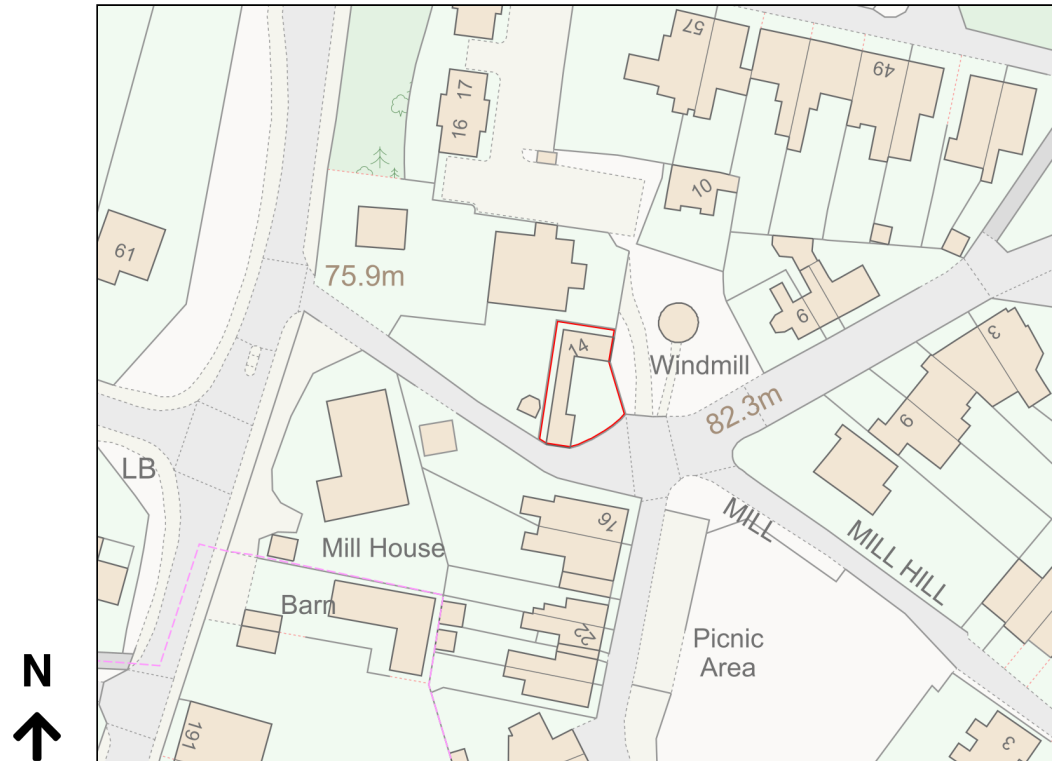 57
49
17
16
10
61
75.9m
14
6
3
Windmill
82.3m
9
LB
16
MILL
MILL HILL
Mill House
Barn
22
Picnic
Area
N
191
3